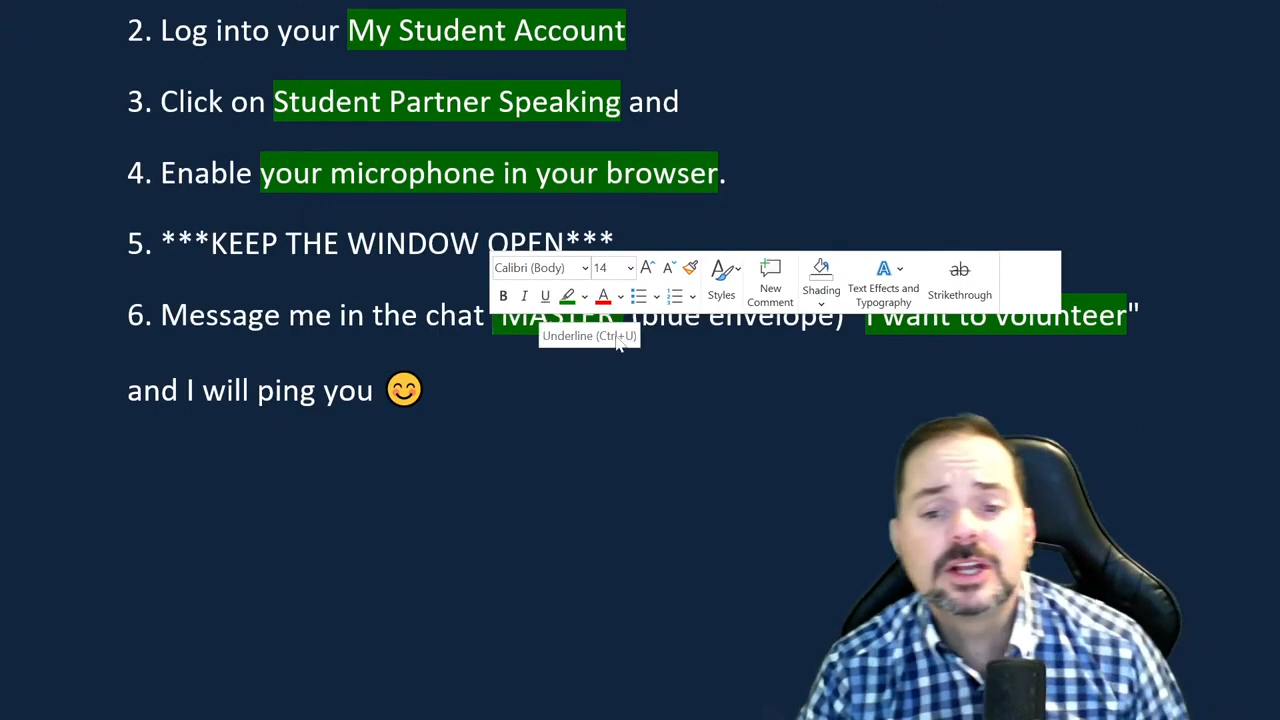 2. Log into your My Student Account
3. Click on Student Partner Speaking and
4. Enable your microphone in your browser.
5. ***KEEP THE WINDOW OPEN***
Calibri (Body) 14
B I U A Styles New Comment Shading Text Effects and Typography ab Strikethrough
6. Message me in the chat "MASTER" (blue envelope) "I want to volunteer"
Underline (Ctrl+U)
and I will ping you 😊